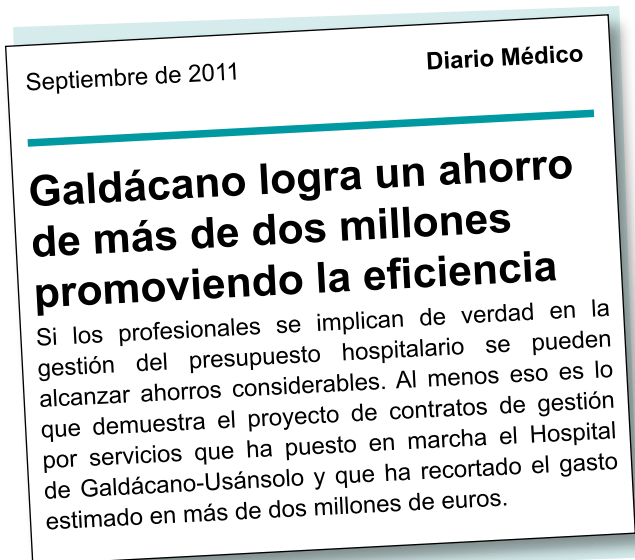 Septiembre de 2011
Diario Médico
Galdácano logra un ahorro
de más de dos millones
promoviendo la eficiencia
Si los profesionales se implican de verdad en la
gestión del presupuesto hospitalario se pueden
alcanzar ahorros considerables. Al menos eso es lo
que demuestra el proyecto de contratos de gestión
por servicios que ha puesto en marcha el Hospital
de Galdácano-Usánsolo y que ha recortado el gasto
estimado en más de dos millones de euros.